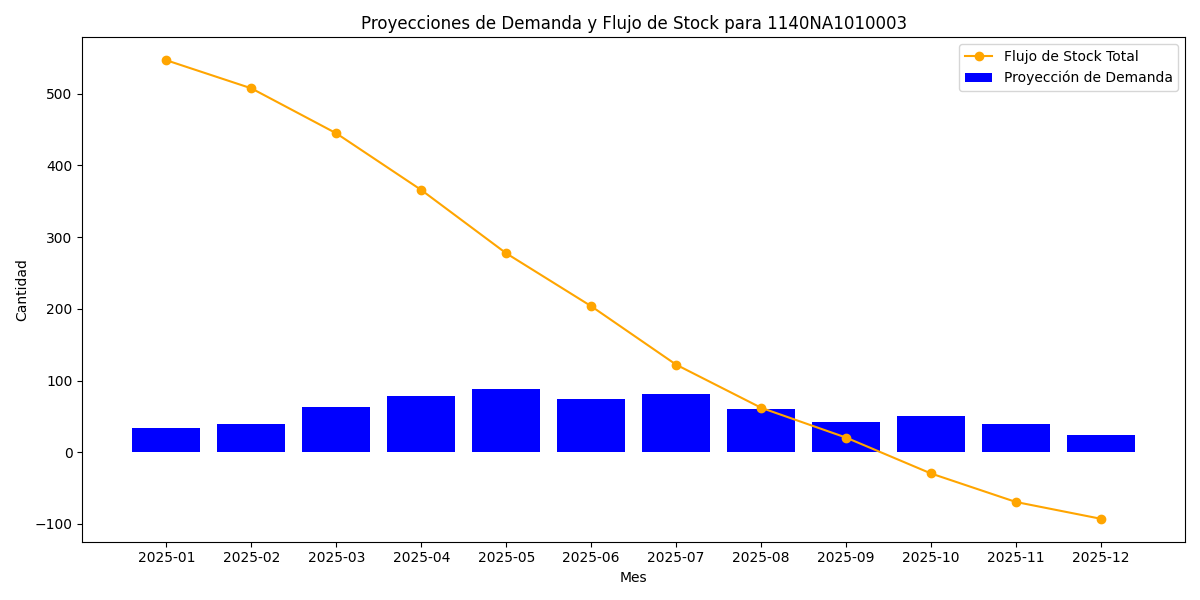 Proyecciones de Demanda y Flujo de Stock para 1140NA1010003
Flujo de Stock Total
Proyección de Demanda
Cantidad
500
400
300
200
100
0
−100
2025-01 2025-02 2025-03 2025-04 2025-05 2025-06 2025-07 2025-08 2025-09 2025-10 2025-11 2025-12
Mes